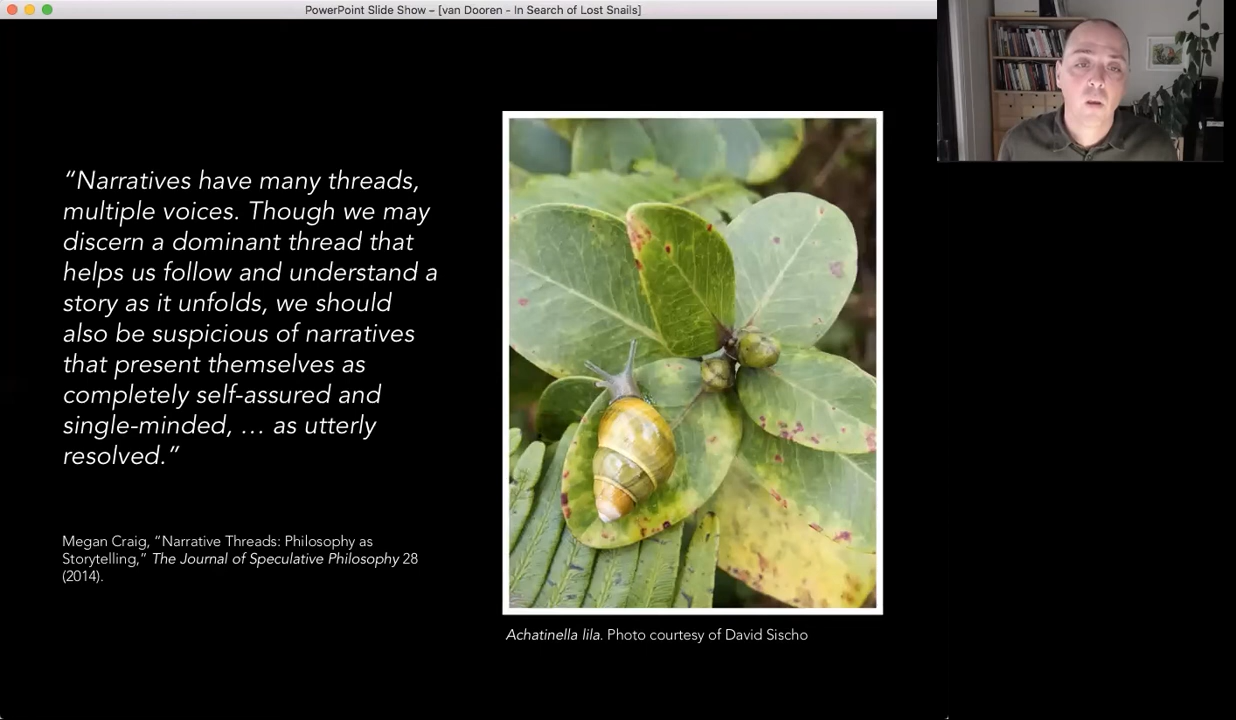 PowerPoint Slide Show – [van Dooren - In Search of Lost Snails]
“Narratives have many threads,
multiple voices. Though we may
discern a dominant thread that
helps us follow and understand a
story as it unfolds, we should
also be suspicious of narratives
that present themselves as
completely self-assured and
single-minded, … as utterly
resolved.”
Megan Craig, “Narrative Threads: Philosophy as
Storytelling,” The Journal of Speculative Philosophy 28
(2014).
Achatinella lila. Photo courtesy of David Sischo